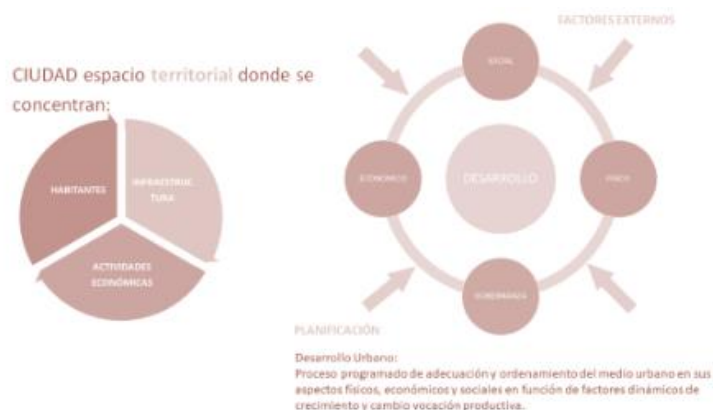 CIUDAD espacio territorial donde se
concentran:
HABITANTES
INFRAESTRUC
TURA
ACTIVIDADES
ECONÓMICAS
FACTORES EXTERNOS
SOCIAL
ECONOMICO
DESARROLLO
FISICO
GOBERNANZA
PLANIFICACIÓN
Desarrollo Urbano:
Proceso programado de adecuación y ordenamiento del medio urbano en sus
aspectos físicos, económicos y sociales en función de factores dinámicos de
crecimiento y cambio vocación productiva.